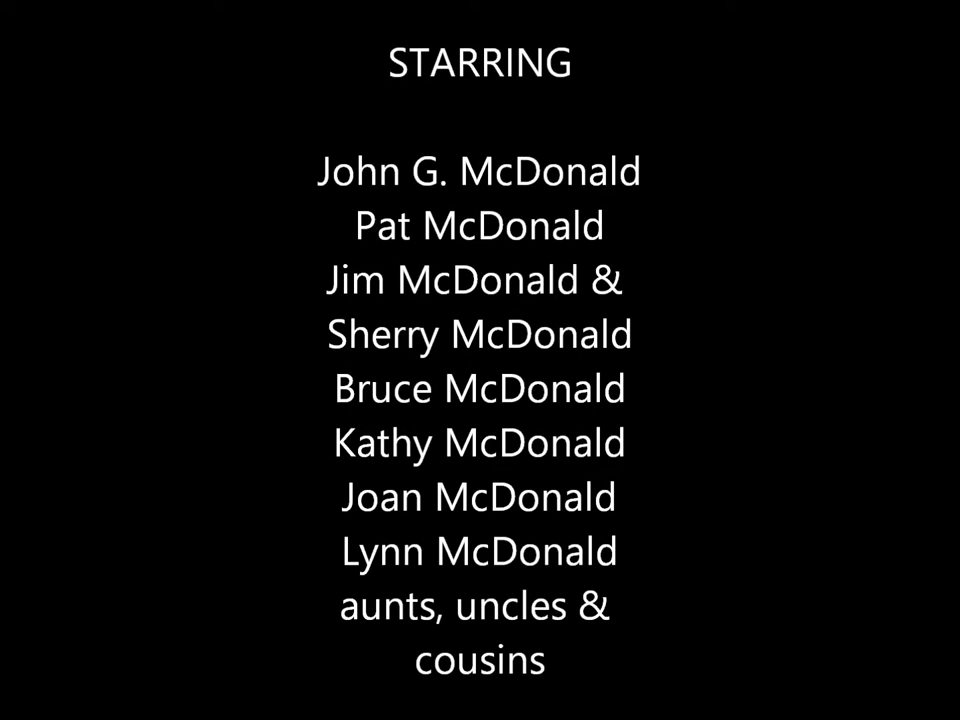 STARRING
John G. McDonald
Pat McDonald
Jim McDonald &
Sherry McDonald
Bruce McDonald
Kathy McDonald
Joan McDonald
Lynn McDonald
aunts, uncles &
cousins